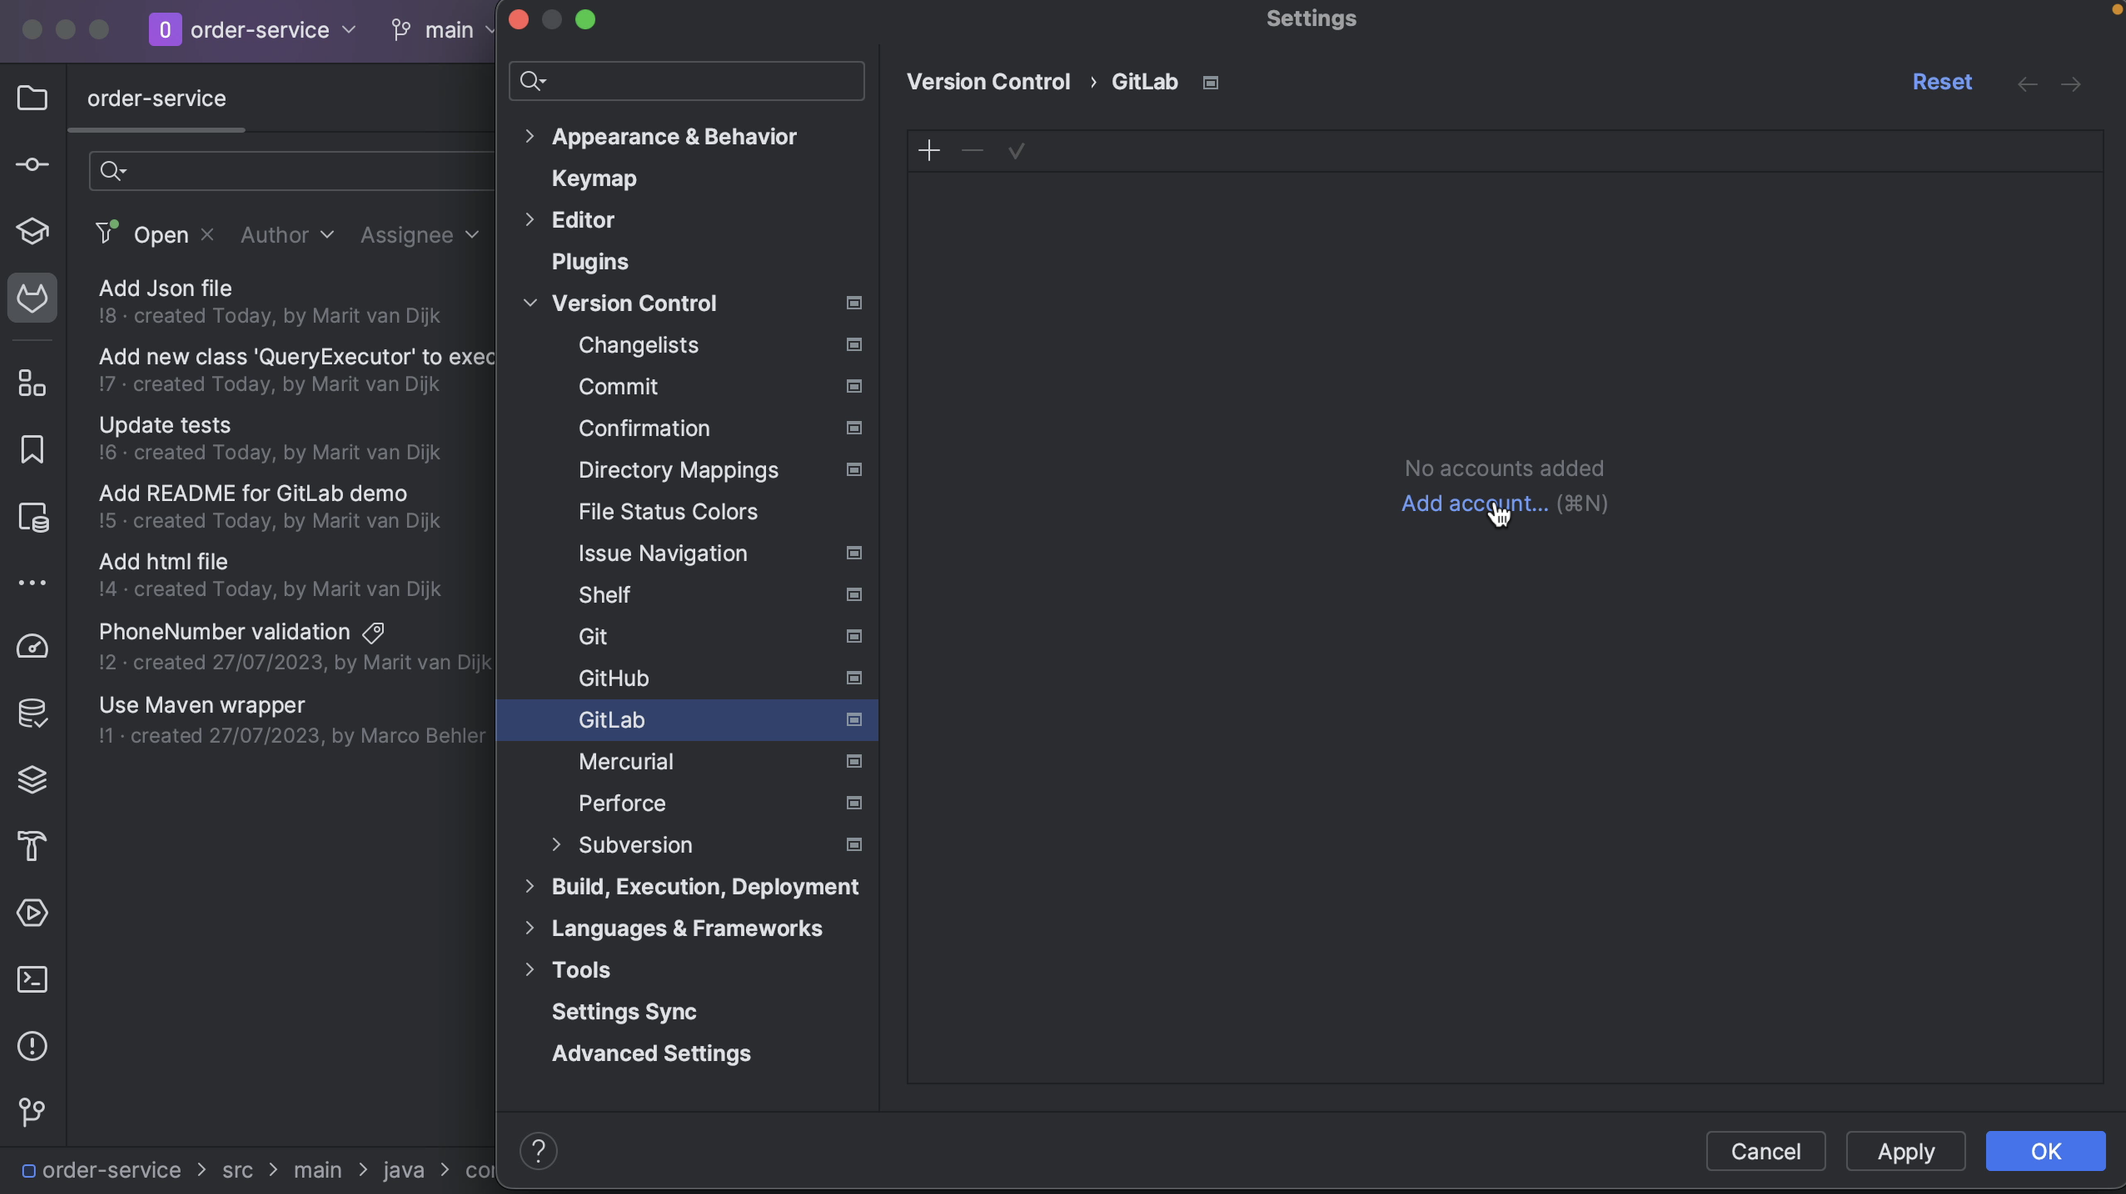 0 order-service main
order-service
Open Author Assignee
Add Json file
!8 · created Today, by Marit van Dijk
Add new class 'QueryExecutor' to exec
!7 · created Today, by Marit van Dijk
Update tests
!6 · created Today, by Marit van Dijk
Add README for GitLab demo
!5 · created Today, by Marit van Dijk
Add html file
!4 · created Today, by Marit van Dijk
PhoneNumber validation
!2 · created 27/07/2023, by Marit van Dijk
Use Maven wrapper
!1 · created 27/07/2023, by Marco Behler
order-service > src > main > java > cor
Settings
Appearance & Behavior
Keymap
Editor
Plugins
Version Control
Changelists
Commit
Confirmation
Directory Mappings
File Status Colors
Issue Navigation
Shelf
Git
GitHub
GitLab
Mercurial
Perforce
Subversion
Build, Execution, Deployment
Languages & Frameworks
Tools
Settings Sync
Advanced Settings
Version Control › GitLab
Reset
No accounts added
Add account... (⌘N)
?
Cancel Apply OK